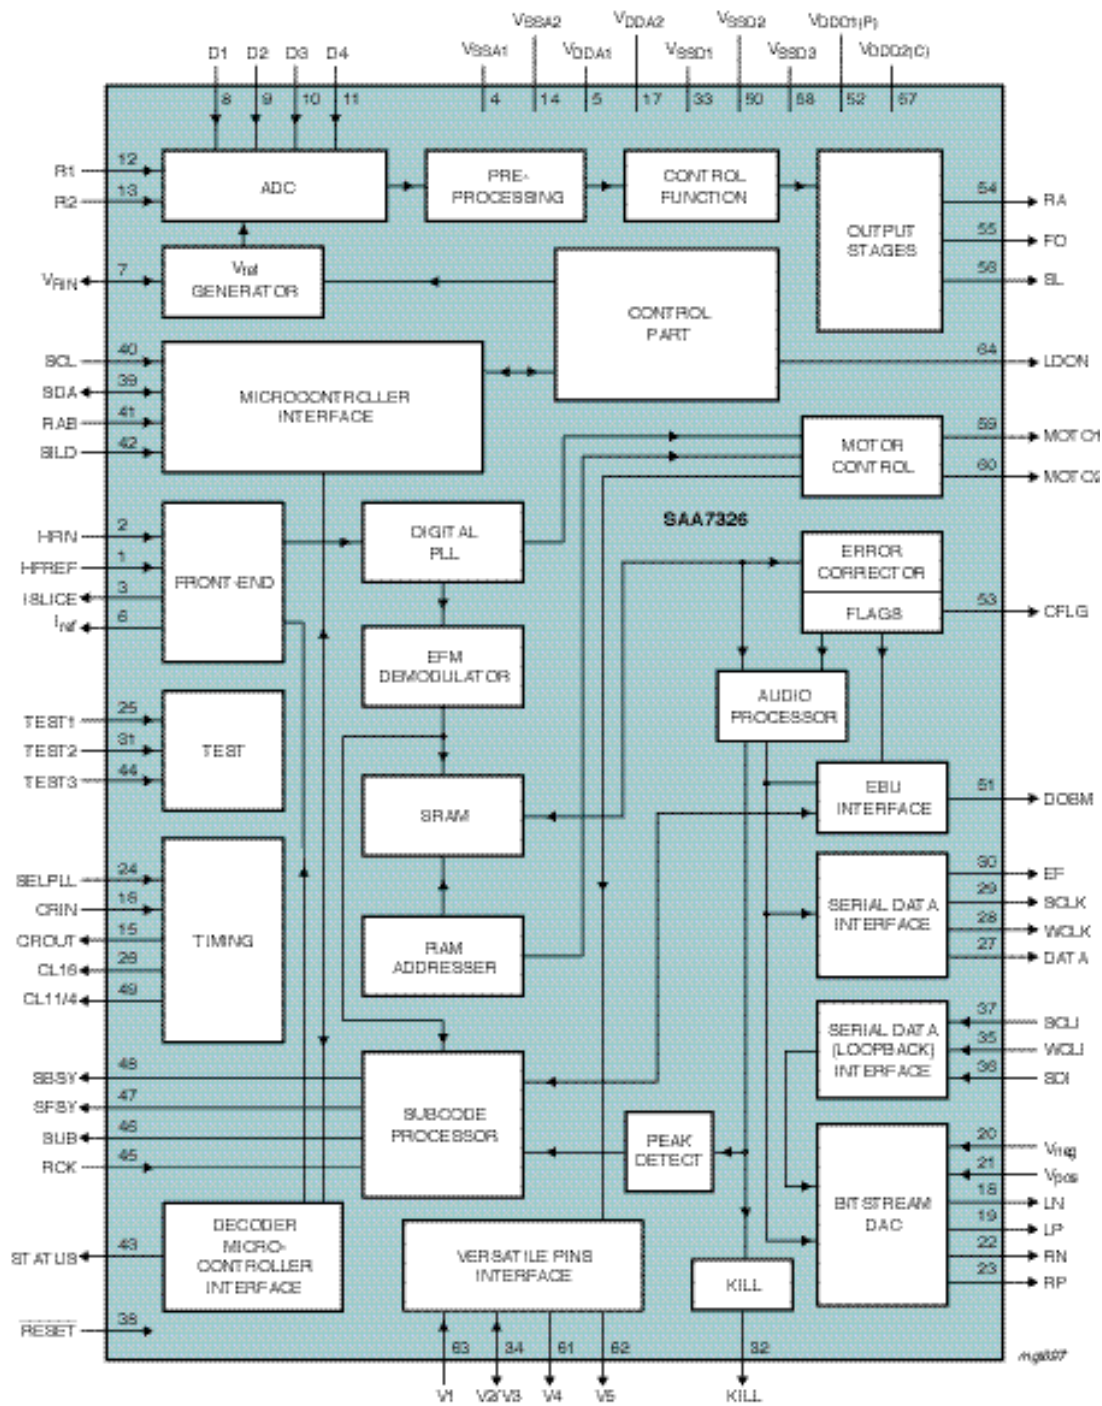 VSSA2 VDDA2 VSSD2 VDDD1(P)
D1 D2 D3 D4 VSSA1 VDDA1 VSSD1 VSSD3 VDDD2(C)
8 9 10 11 4 14 5 17 33 50 58 52 57
R1 12
R2 13
ADC
PRE-
PROCESSING
CONTROL
FUNCTION
OUTPUT
STAGES
54 RA
55 FO
56 SL
VRIN 7
Vref
GENERATOR
CONTROL
PART
64 LDON
SCL 40
SDA 39
RAB 41
SILD 42
MICROCONTROLLER
INTERFACE
MOTOR
CONTROL
59 MOTO1
60 MOTO2
SAA7326
HFIN 2
HFREF 1
ISLICE 3
Iref 6
FRONT-END
DIGITAL
PLL
ERROR
CORRECTOR
FLAGS
53 CFLG
EFM
DEMODULATOR
AUDIO
PROCESSOR
TEST1 25
TEST2 31
TEST3 44
TEST
SRAM
EBU
INTERFACE
51 DOBM
SELPLL 24
CRIN 16
CROUT 15
CL16 26
CL11/4 49
TIMING
RAM
ADDRESSER
SERIAL DATA
INTERFACE
30 EF
29 SCLK
28 WCLK
27 DATA
SERIAL DATA
(LOOPBACK)
INTERFACE
37 SCLI
35 WCLI
36 SDI
SBSY 48
SFSY 47
SUB 46
RCK 45
SUBCODE
PROCESSOR
PEAK
DETECT
BITSTREAM
DAC
20 Vneg
21 Vpos
18 LN
19 LP
22 RN
23 RP
STATUS 43
DECODER
MICRO-
CONTROLLER
INTERFACE
VERSATILE PINS
INTERFACE
KILL
RESET 38
63 34 61 62 32
V1 V2/V3 V4 V5 KILL